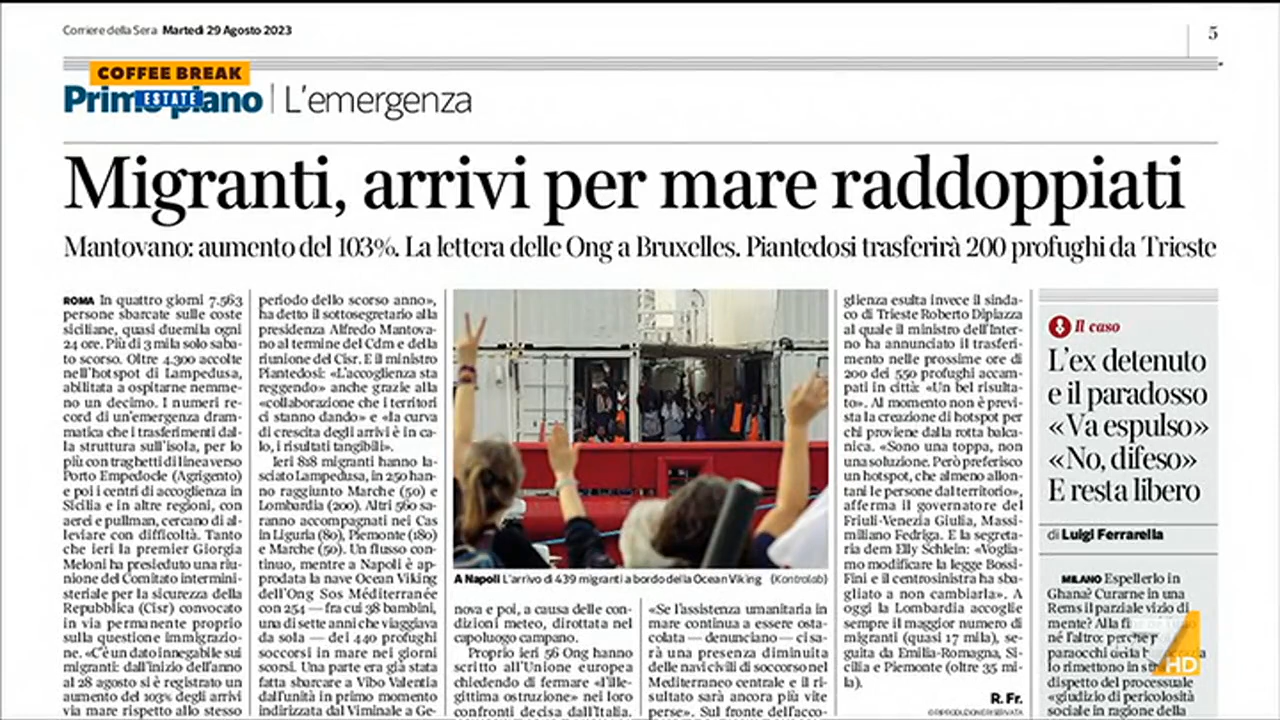 Corriere della Sera Martedì 29 Agosto 2023
5
COFFEE BREAK
ESTATE
Primo piano L'emergenza
Migranti, arrivi per mare raddoppiati
Mantovano: aumento del 103%. La lettera delle Ong a Bruxelles. Piantedosi trasferirà 200 profughi da Trieste
ROMA In quattro giorni 7.563
persone sbarcate sulle coste
siciliane, quasi duemila ogni
24 ore. Più di 3 mila solo saba-
to scorso. Oltre 4.300 accolte
nell'hotspot di Lampedusa,
abilitata a ospitarne nemme-
no un decimo. I numeri re-
cord di un'emergenza dram-
matica che i trasferimenti dal-
la struttura sull'isola, per lo
più con traghetti di linea verso
Porto Empedocle (Agrigento)
e poi i centri di accoglienza in
Sicilia e in altre regioni, con
aerei e pullman, cercano di al-
leviare con difficoltà. Tanto
che ieri la premier Giorgia
Meloni ha presieduto una riu-
nione del Comitato intermini-
steriale per la sicurezza della
Repubblica (Cisr) convocato
in via permanente proprio
sulla questione immigrazio-
ne. «C'è un dato innegabile sui
migranti: dall'inizio dell'anno
al 28 agosto si è registrato un
aumento del 103% degli arrivi
via mare rispetto allo stesso
periodo dello scorso anno»,
ha detto il sottosegretario alla
presidenza Alfredo Mantova-
no al termine del Cdm e della
riunione del Cisr. E il ministro
Piantedosi: «L'accoglienza sta
reggendo» anche grazie alla
«collaborazione che i territori
ci stanno dando» e «la curva
di crescita degli arrivi è in ca-
lo, i risultati tangibili».
Ieri 818 migranti hanno la-
sciato Lampedusa, in 250 han-
no raggiunto Marche (50) e
Lombardia (200). Altri 560 sa-
ranno accompagnati nei Cas
in Liguria (80), Piemonte (180)
e Marche (50). Un flusso con-
tinuo, mentre a Napoli è ap-
prodata la nave Ocean Viking
dell'Ong Sos Méditerranée
con 254 — fra cui 38 bambini,
una di sette anni che viaggiava
da sola — dei 440 profughi
soccorsi in mare nei giorni
scorsi. Una parte era già stata
fatta sbarcare a Vibo Valentia
dall'unità in primo momento
indirizzata dal Viminale a Ge-
A Napoli L'arrivo di 439 migranti a bordo della Ocean Viking (Kontrolab)
nova e poi, a causa delle con-
dizioni meteo, dirottata nel
capoluogo campano.
Proprio ieri 56 Ong hanno
scritto all'Unione europea
chiedendo di fermare «l'ille-
gittima ostruzione» nei loro
confronti decisa dall'Italia.
«Se l'assistenza umanitaria in
mare continua a essere osta-
colata — denunciano — ci sa-
rà una presenza diminuita
delle navi civili di soccorso nel
Mediterraneo centrale e il ri-
sultato sarà ancora più vite
perse». Sul fronte dell'acco-
glienza esulta invece il sinda-
co di Trieste Roberto Dipiazza
al quale il ministro dell'Inter-
no ha annunciato il trasferi-
mento nelle prossime ore di
200 dei 550 profughi accam-
pati in città: «Un bel risulta-
to». Al momento non è previ-
sta la creazione di hotspot per
chi proviene dalla rotta balca-
nica. «Sono una toppa, non
una soluzione. Però preferisco
un hotspot, che almeno allon-
tani le persone dal territorio»,
afferma il governatore del
Friuli-Venezia Giulia, Massi-
miliano Fedriga. E la segreta-
ria dem Elly Schlein: «Voglia-
mo modificare la legge Bossi-
Fini e il centrosinistra ha sba-
gliato a non cambiarla». A
oggi la Lombardia accoglie
sempre il maggior numero di
migranti (quasi 17 mila), se-
guita da Emilia-Romagna, Si-
cilia e Piemonte (oltre 35 mi-
la).
R. Fr.
©RIPRODUZIONE RISERVATA
Il caso
L'ex detenuto
e il paradosso
«Va espulso»
«No, difeso»
E resta libero
di Luigi Ferrarella
MILANO Espellerlo in
Ghana? Curarne in una
Rems il parziale vizio di
mente? Alla
né l'altro:
paradossi della
lo rimettono in
dispetto del processuale
«giudizio di pericolosità
sociale in ragione della
7
HD